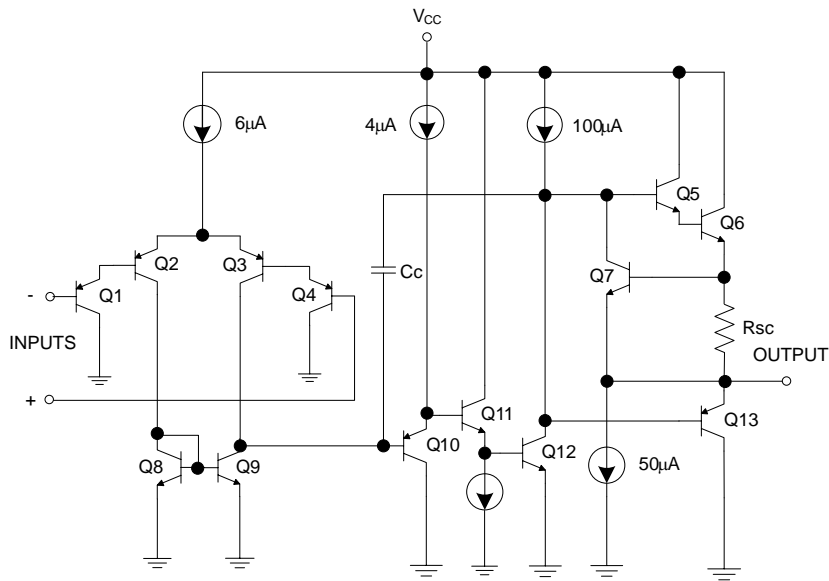 VCC
6μA
4μA
100μA
Q5
Q6
Q2
Q3
Q7
Cc
-
Q1
Q4
Rsc
INPUTS
OUTPUT
+
Q11
Q13
Q10
Q12
Q8
Q9
50μA